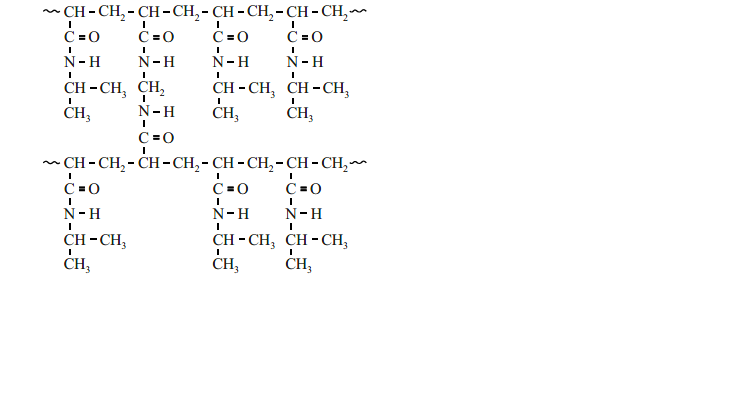 ~CH-CH₂-CH-CH₂-CH-CH₂-CH-CH₂~
C=O C=O C=O C=O
N-H N-H N-H N-H
CH-CH₃ CH₂ CH-CH₃ CH-CH₃
CH₃ N-H CH₃ CH₃
C=O
~CH-CH₂-CH-CH₂-CH-CH₂-CH-CH₂~
C=O C=O C=O
N-H N-H N-H
CH-CH₃ CH-CH₃ CH-CH₃
CH₃ CH₃ CH₃